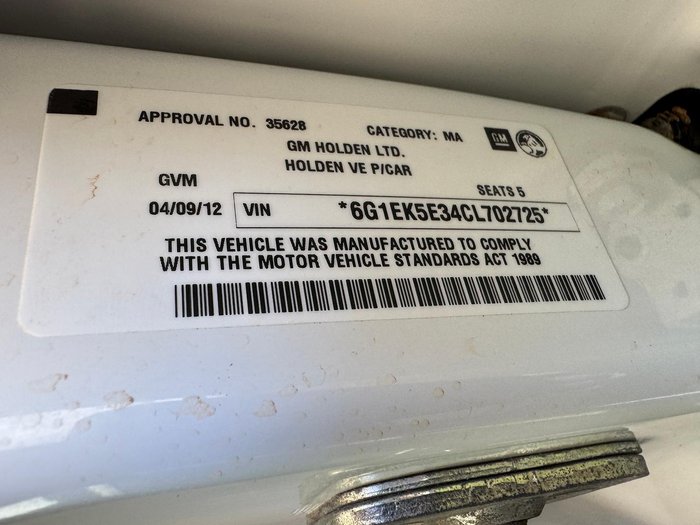 APPROVAL NO. 35628 CATEGORY: MA GM
GM HOLDEN LTD.
HOLDEN VE P/CAR
GVM SEATS 5
04/09/12 VIN *6G1EK5E34CL702725*
THIS VEHICLE WAS MANUFACTURED TO COMPLY
WITH THE MOTOR VEHICLE STANDARDS ACT 1989